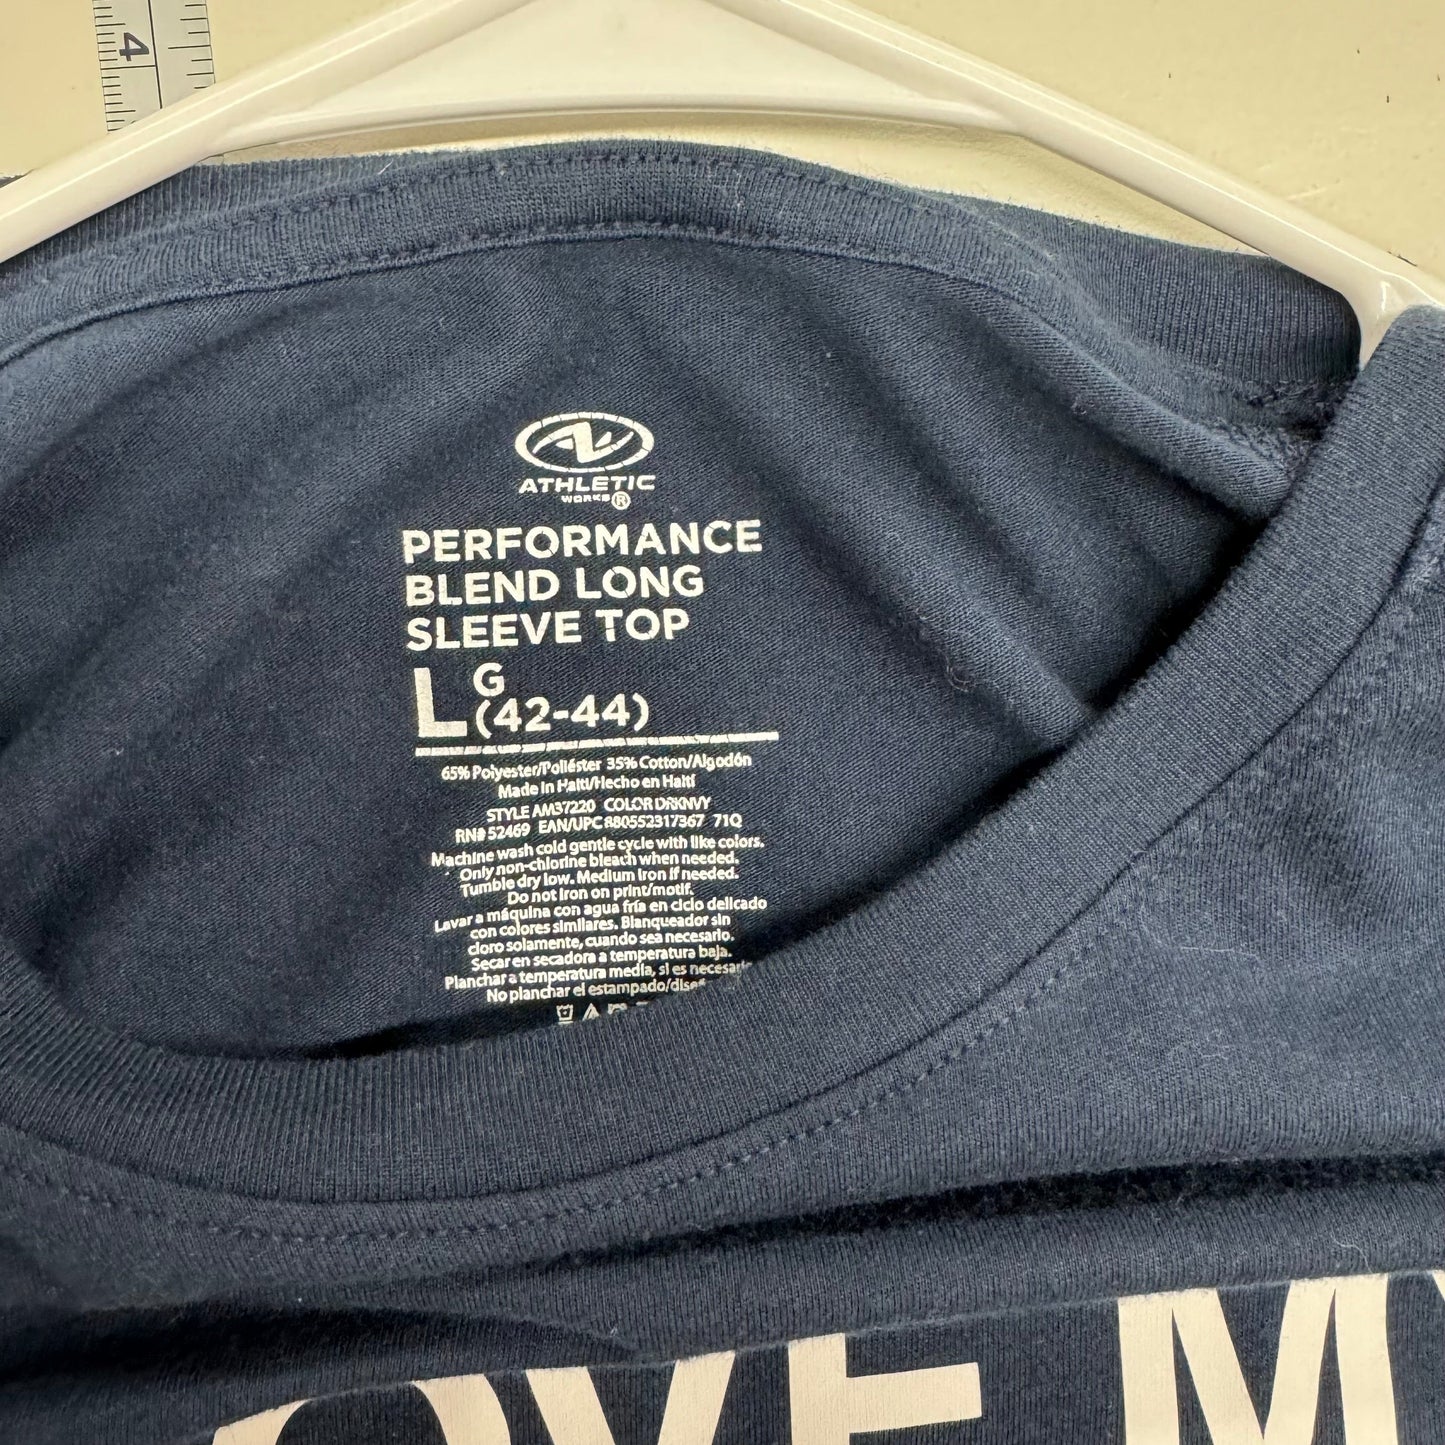 4
ATHLETIC
WORKS®
PERFORMANCE
BLEND LONG
SLEEVE TOP
L G
(42-44)
65% Polyester/Poliéster 35% Cotton/Algodón
Made in Haiti/Hecho en Haití
STYLE AM37220 COLOR DRKNVY
RN# 52469 EAN/UPC 880552317367 71Q
Machine wash cold gentle cycle with like colors.
Only non-chlorine bleach when needed.
Tumble dry low. Medium iron if needed.
Do not iron on print/motif.
Lavar a máquina con agua fría en ciclo delicado
con colores similares. Blanqueador sin
cloro solamente, cuando sea necesario.
Secar en secadora a temperatura baja.
Planchar a temperatura media, si es necesari
No planchar el estampado/dise
OVE MY